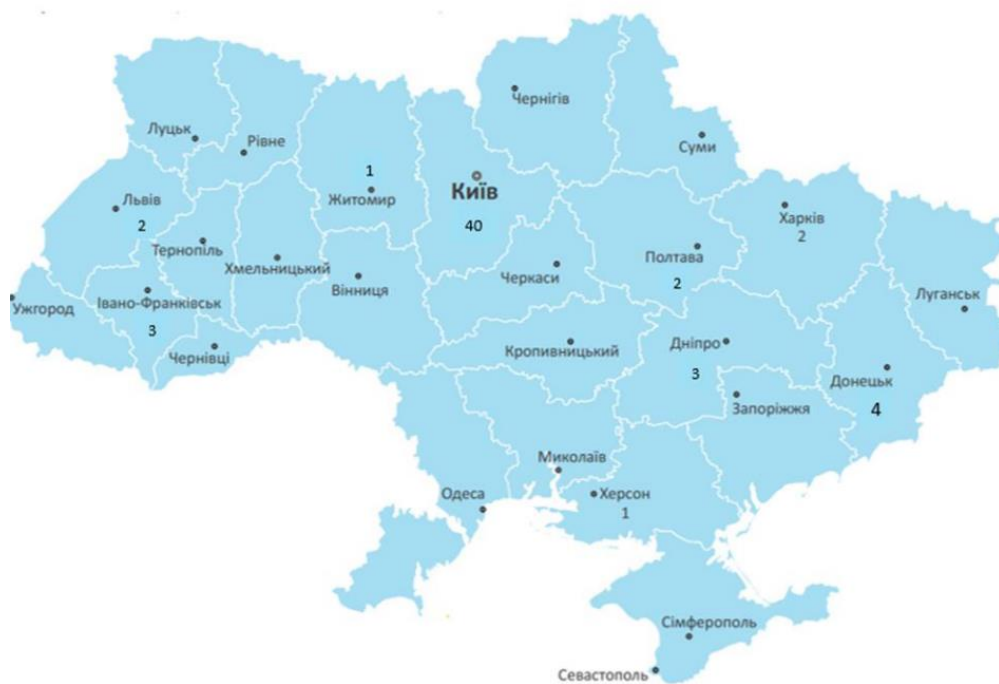 Чернігів
Луцьк
Рівне
Суми
1
Житомир
Київ
40
Львів
2
Харків
2
Тернопіль
Хмельницький
Вінниця
Черкаси
Полтава
2
Ужгород
Івано-Франківськ
3
Чернівці
Луганськ
Кропивницький
Дніпро
3
Донецьк
4
Запоріжжя
Миколаїв
Одеса
Херсон
1
Сімферополь
Севастополь